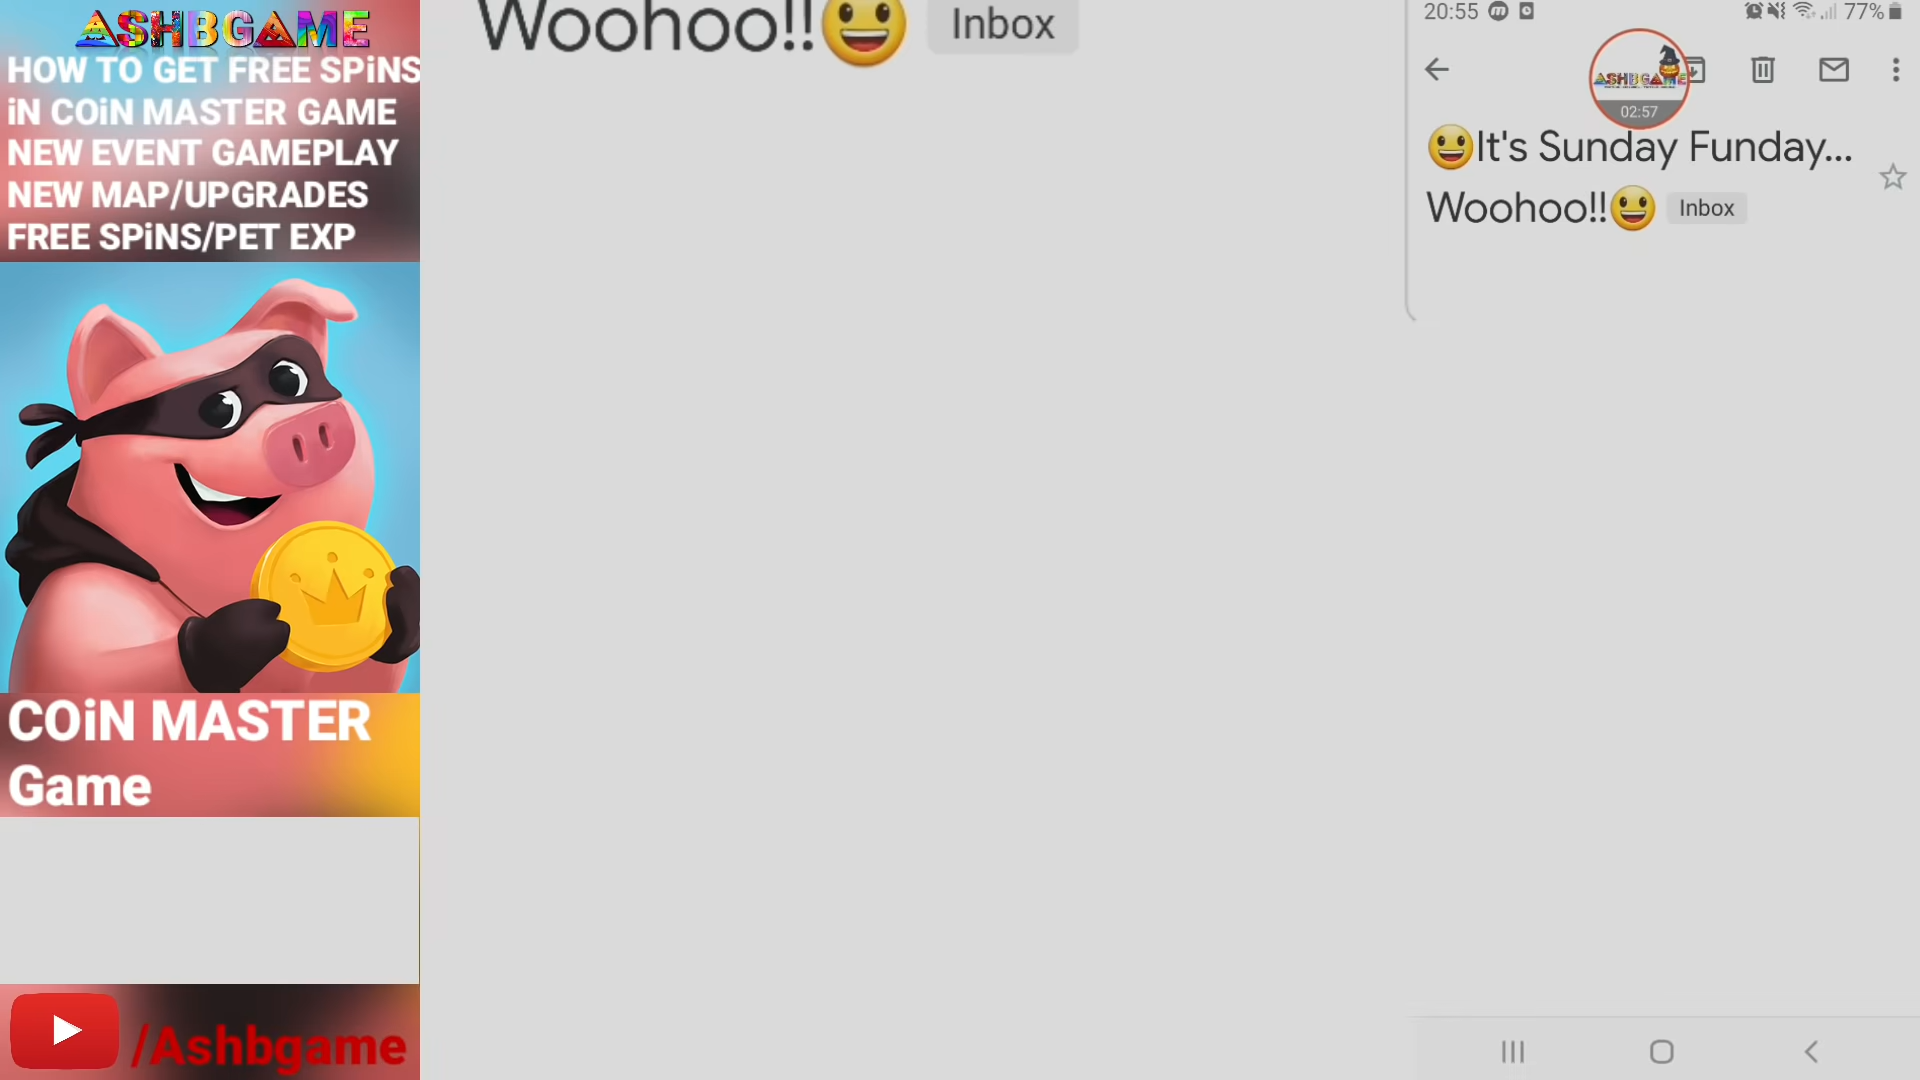 ASHBGAME
HOW TO GET FREE SPiNS
iN COiN MASTER GAME
NEW EVENT GAMEPLAY
NEW MAP/UPGRADES
FREE SPiNS/PET EXP
COiN MASTER
Game
/Ashbgame
Woohoo!!😃 Inbox
20:55
77%
ASHBGAME
02:57
😃It's Sunday Funday...
Woohoo!!😃 Inbox